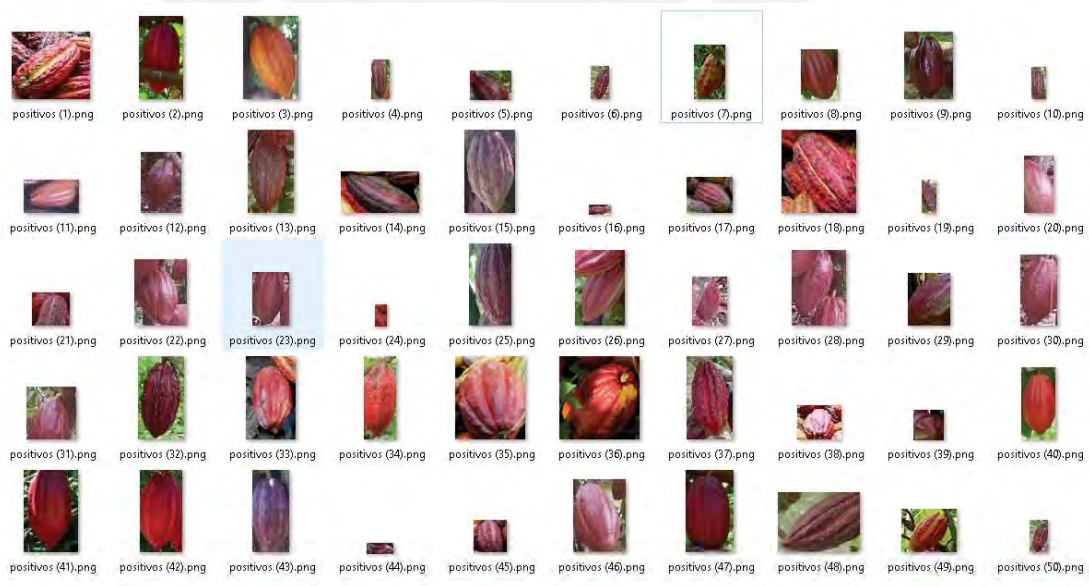 positivos (1).png positivos (2).png positivos (3).png positivos (4).png positivos (5).png positivos (6).png positivos (7).png positivos (8).png positivos (9).png positivos (10).png
positivos (11).png positivos (12).png positivos (13).png positivos (14).png positivos (15).png positivos (16).png positivos (17).png positivos (18).png positivos (19).png positivos (20).png
positivos (21).png positivos (22).png positivos (23).png positivos (24).png positivos (25).png positivos (26).png positivos (27).png positivos (28).png positivos (29).png positivos (30).png
positivos (31).png positivos (32).png positivos (33).png positivos (34).png positivos (35).png positivos (36).png positivos (37).png positivos (38).png positivos (39).png positivos (40).png
positivos (41).png positivos (42).png positivos (43).png positivos (44).png positivos (45).png positivos (46).png positivos (47).png positivos (48).png positivos (49).png positivos (50).png